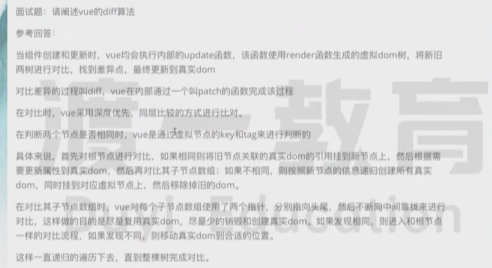 面试题：请阐述vue的diff算法
参考回答：
当组件创建和更新时，vue均会执行内部的update函数，该函数使用render函数生成的虚拟dom树，将新旧
两树进行对比，找到差异点，最终更新到真实dom
对比差异的过程叫diff，vue在内部通过一个叫patch的函数完成该过程
在对比时，vue采用深度优先、同层比较的方式进行比对。
在判断两个节点是否相同时，vue是通过虚拟节点的key和tag来进行判断的
具体来说，首先对根节点进行对比，如果相同则将旧节点关联的真实dom的引用挂到新节点上，然后根据需
要更新属性到真实dom，然后再对比其子节点数组；如果不相同，则按照新节点的信息递归创建所有真实
dom，同时挂到对应虚拟节点上，然后移除掉旧的dom。
在对比其子节点数组时，vue对每个子节点数组使用了两个指针，分别指向头尾，然后不断向中间靠拢来进行
对比，这样做的目的是尽量复用真实dom，尽量少的销毁和创建真实dom。如果发现相同，则进入和根节点
一样的对比流程，如果发现不同，则移动真实dom到合适的位置。
这样一直递归的遍历下去，直到整棵树完成对比。
渡一教育
Duyi Education